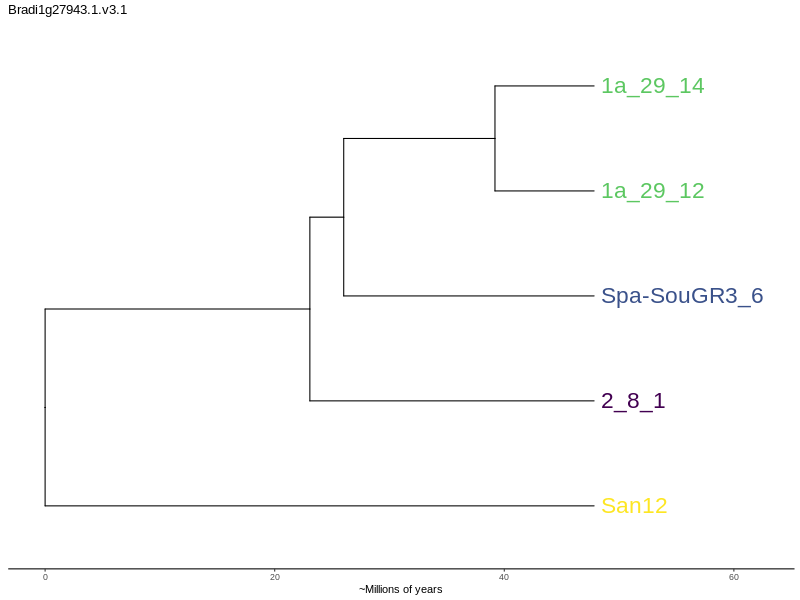 Bradi1g27943.1.v3.1
1a_29_14
1a_29_12
Spa-SouGR3_6
2_8_1
San12
0 20 40 60
~Millions of years